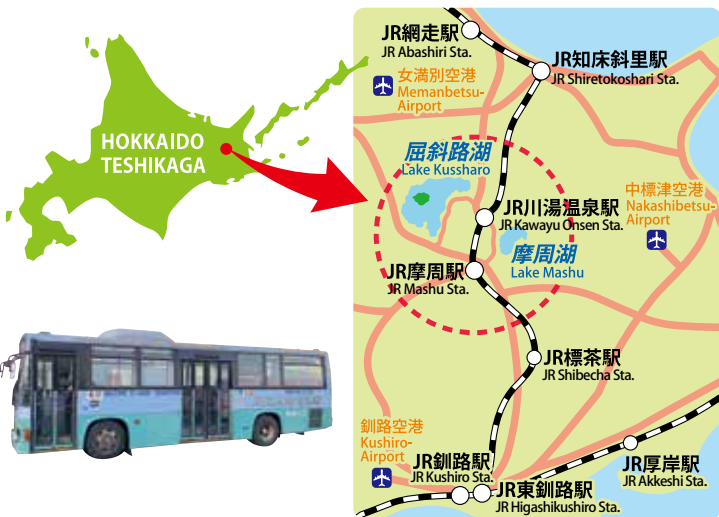 HOKKAIDO
TESHIKAGA
JR網走駅
JR Abashiri Sta.
JR知床斜里駅
JR Shiretokoshari Sta.
女満別空港
Memanbetsu-
Airport
屈斜路湖
Lake Kussharo
中標津空港
Nakashibetsu-
Airport
JR川湯温泉駅
JR Kawayu Onsen Sta.
摩周湖
Lake Mashu
JR摩周駅
JR Mashu Sta.
JR標茶駅
JR Shibecha Sta.
釧路空港
Kushiro-
Airport
JR釧路駅
JR Kushiro Sta.
JR厚岸駅
JR Akkeshi Sta.
JR東釧路駅
JR Higashikushiro Sta.